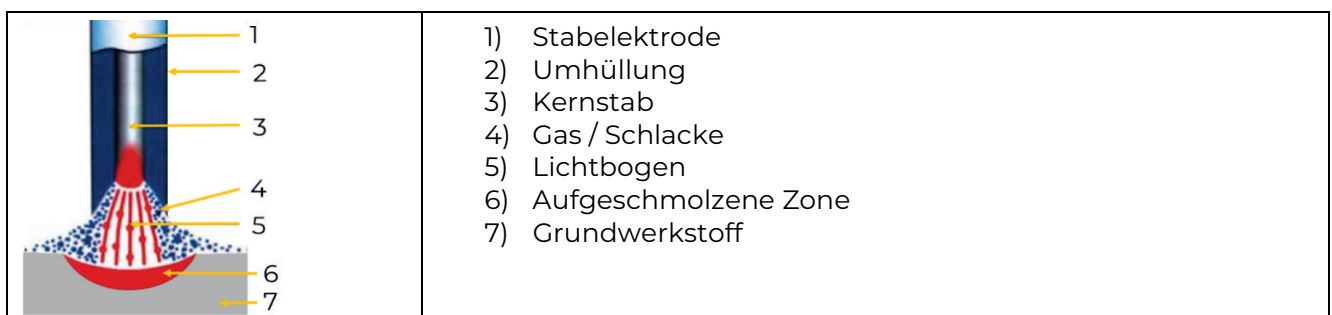 1
2
3
4
5
6
7
1) Stabelektrode
2) Umhüllung
3) Kernstab
4) Gas / Schlacke
5) Lichtbogen
6) Aufgeschmolzene Zone
7) Grundwerkstoff